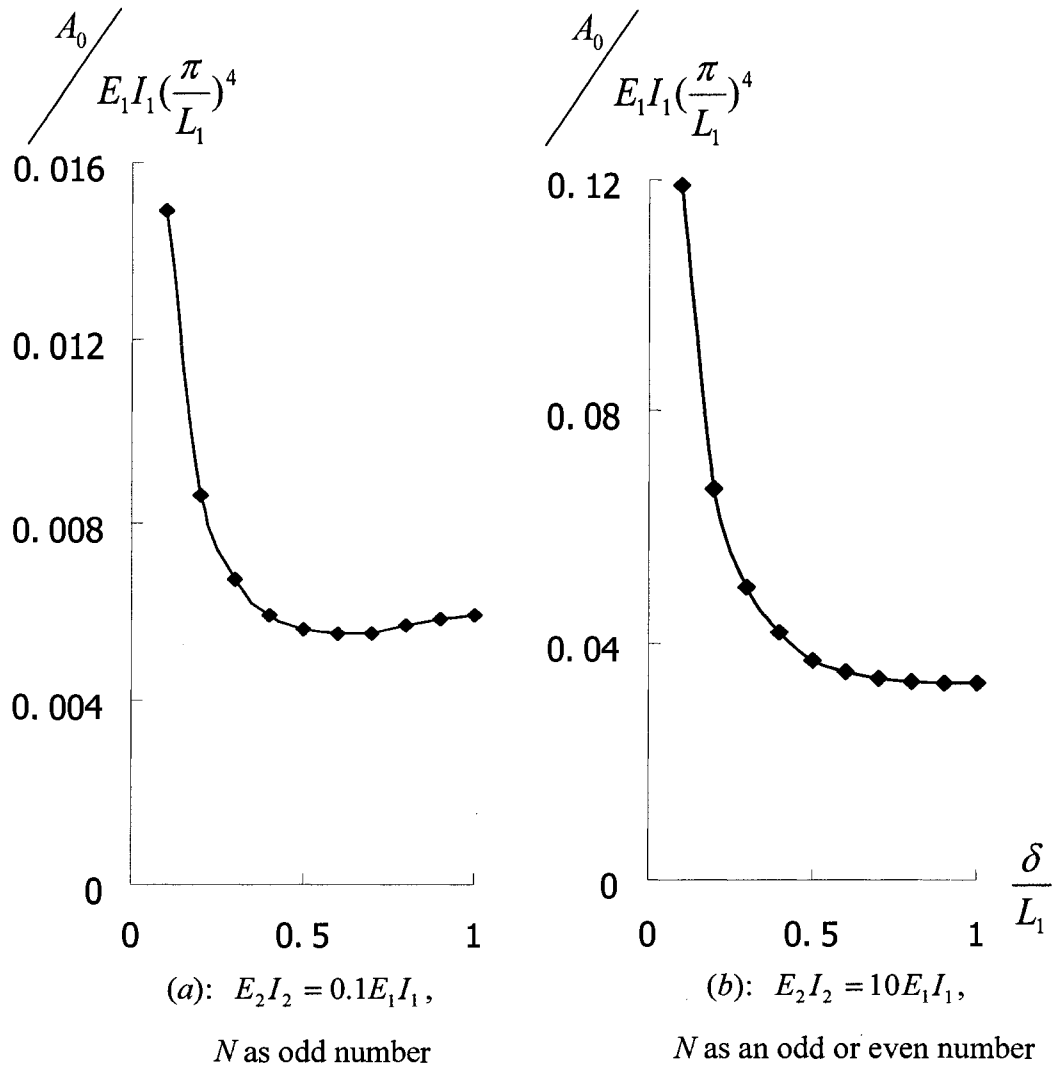 A₀ / E₁I₁(π/L₁)⁴
0.016
0.012
0.008
0.004
0
0 0.5 1
(a): E₂I₂ = 0.1E₁I₁,
N as odd number
A₀ / E₁I₁(π/L₁)⁴
0.12
0.08
0.04
0
0 0.5 1
δ/L₁
(b): E₂I₂ = 10E₁I₁,
N as an odd or even number